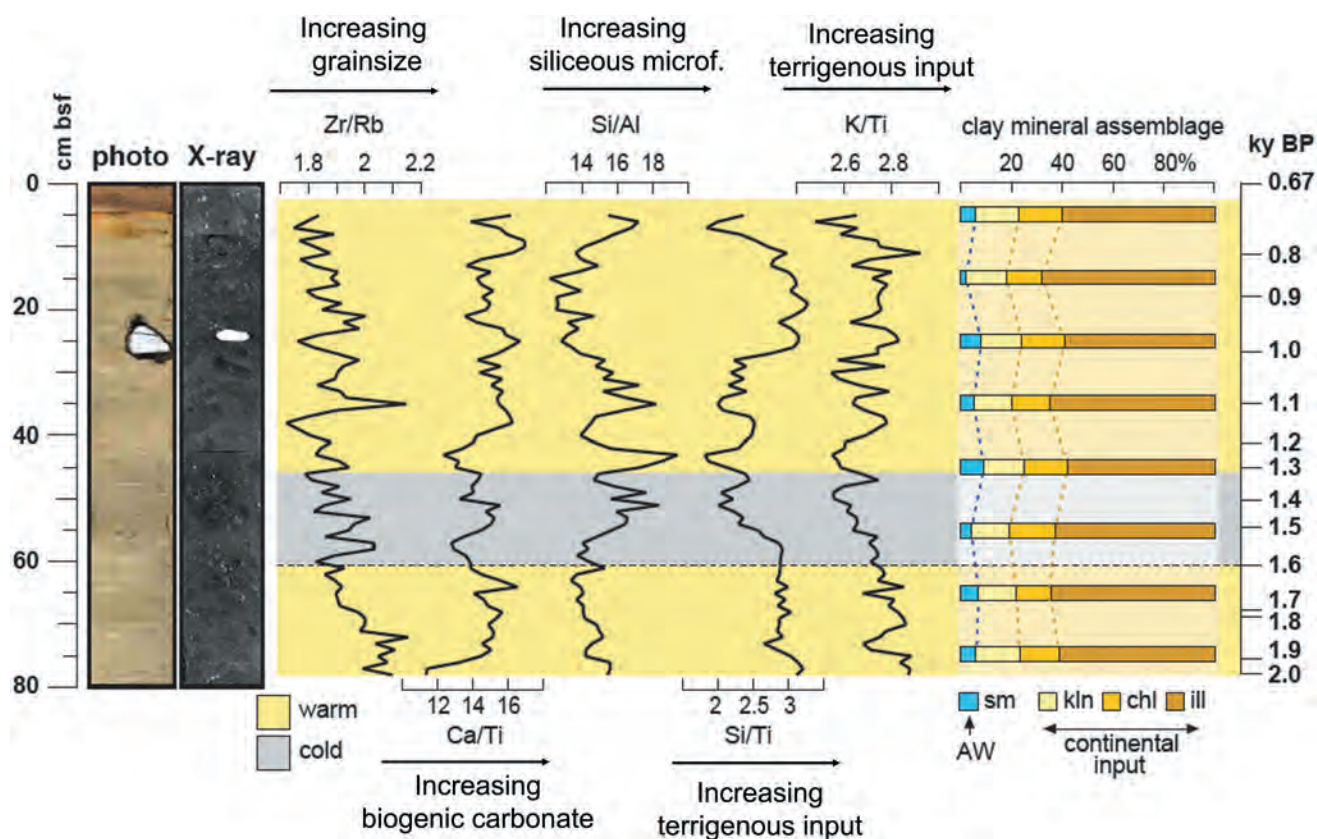 Increasing
grainsize
Increasing
siliceous microf.
Increasing
terrigenous input
cm bsf
photo
X-ray
Zr/Rb
1.8 2 2.2
Si/Al
14 16 18
K/Ti
2.6 2.8
clay mineral assemblage
20 40 60 80%
ky BP
0
20
40
60
80
0.67
0.8
0.9
1.0
1.1
1.2
1.3
1.4
1.5
1.6
1.7
1.8
1.9
2.0
warm
cold
12 14 16
Ca/Ti
Increasing
biogenic carbonate
2 2.5 3
Si/Ti
Increasing
terrigenous input
sm kln chl ill
AW
continental
input